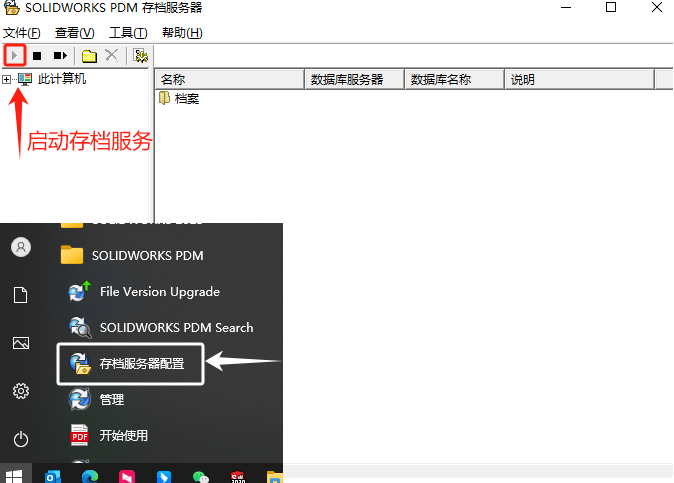 SOLIDWORKS PDM 存档服务器
文件(F) 查看(V) 工具(T) 帮助(H)
此计算机
名称 数据库服务器 数据库名称 说明
档案
启动存档服务
SOLIDWORKS PDM
File Version Upgrade
SOLIDWORKS PDM Search
存档服务器配置
管理
PDF 开始使用